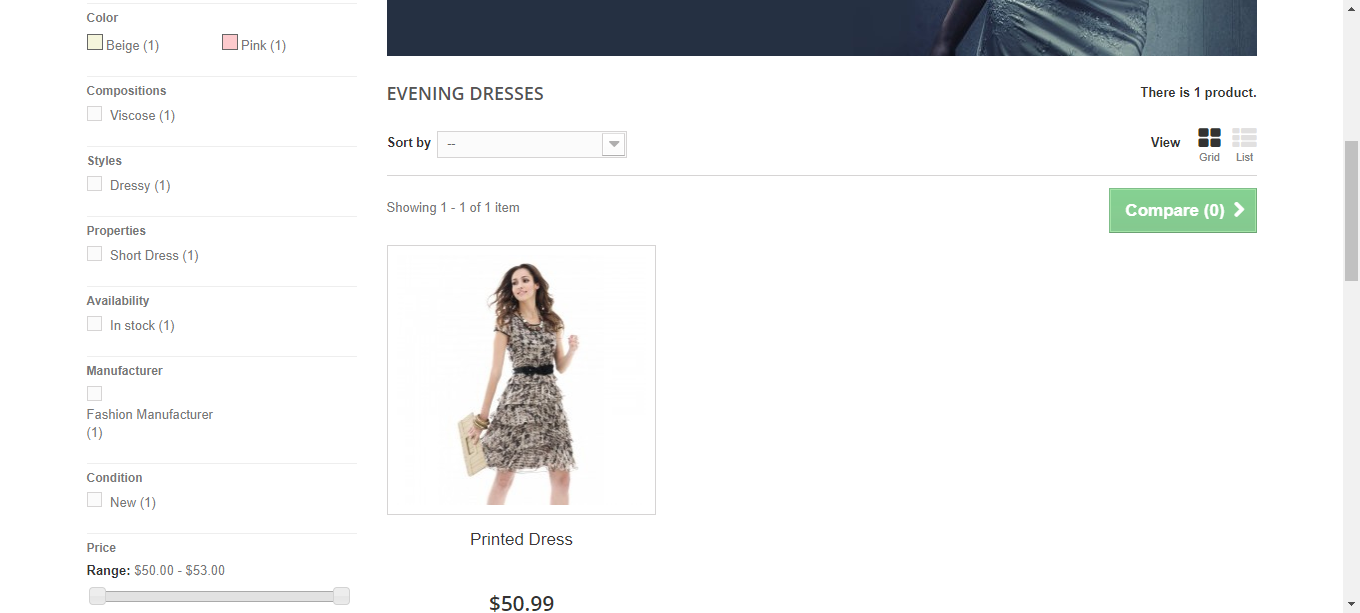 Color
Beige (1)
Pink (1)
Compositions
Viscose (1)
Styles
Dressy (1)
Properties
Short Dress (1)
Availability
In stock (1)
Manufacturer
Fashion Manufacturer
(1)
Condition
New (1)
Price
Range: $50.00 - $53.00
EVENING DRESSES
There is 1 product.
Sort by --
View
Grid
List
Showing 1 - 1 of 1 item
Compare (0)
Printed Dress
$50.99